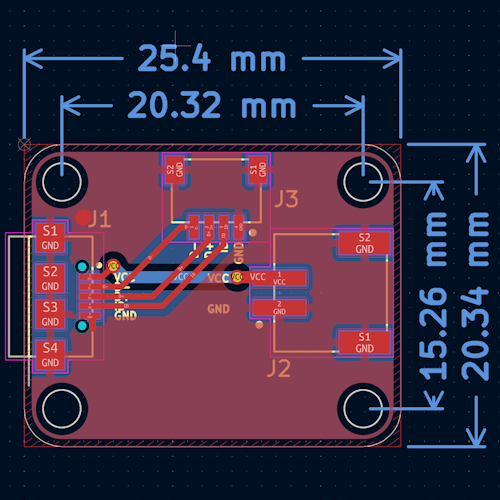 25.4 mm
20.32 mm
S2
GND
S1
GND
J3
J1
S1
GND
S2
GND
S3
GND
S4
GND
GND
VCC
VCC
1
VCC
2
GND
GND
GND
S2
GND
S1
GND
J2
15.26 mm
20.34 mm